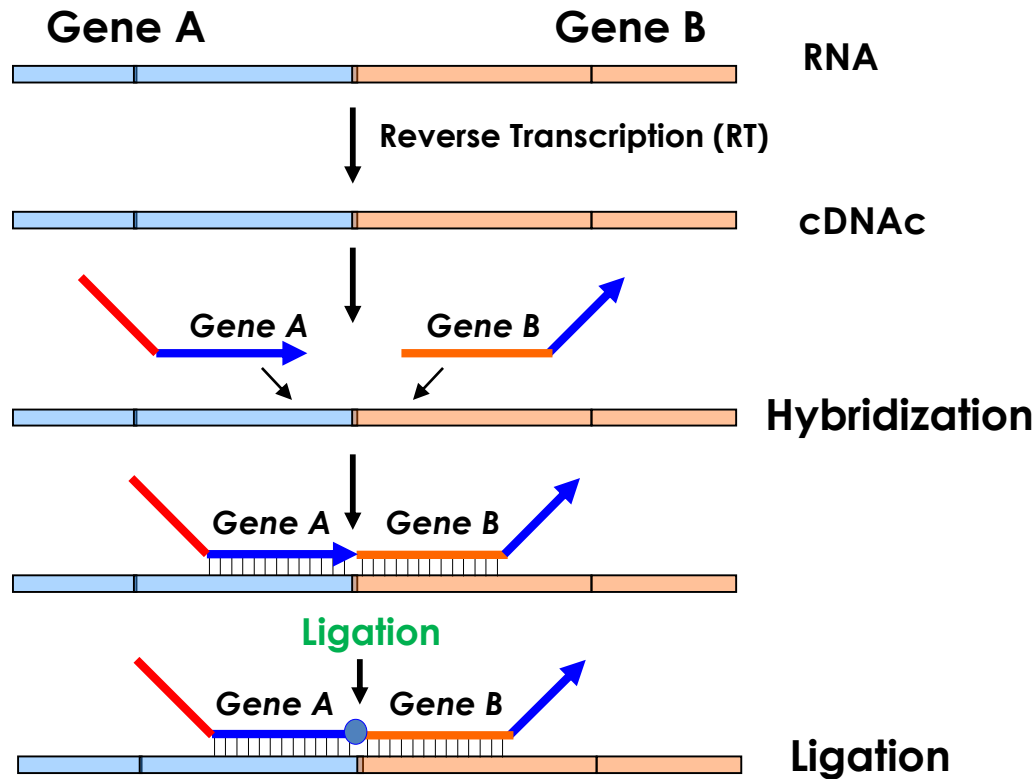 Gene A
Gene B
RNA
Reverse Transcription (RT)
cDNAc
Gene A
Gene B
Hybridization
Gene A
Gene B
Ligation
Gene A
Gene B
Ligation